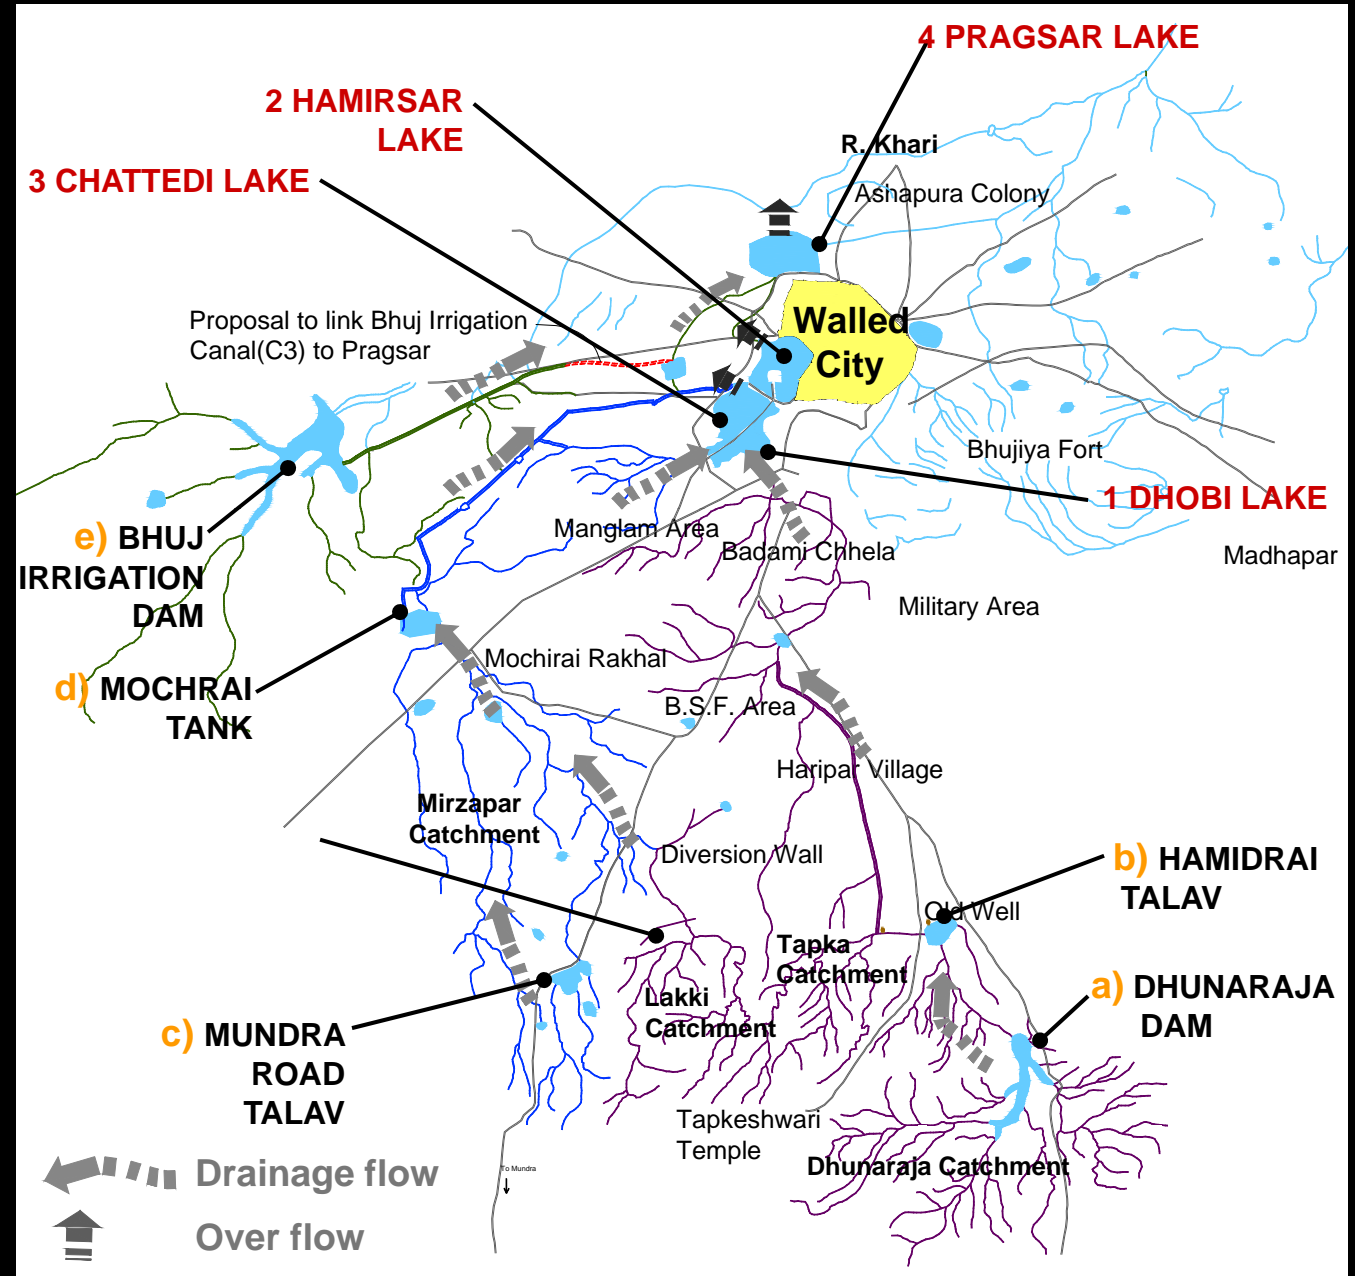 4 PRAGSAR LAKE
2 HAMIRSAR
LAKE
R. Khari
3 CHATTEDI LAKE
Ashapura Colony
Proposal to link Bhuj Irrigation
Canal(C3) to Pragsar
Walled
City
Bhujiya Fort
1 DHOBI LAKE
Manglam Area
Badami Chhela
Madhapar
e) BHUJ
IRRIGATION
DAM
Military Area
Mochirai Rakhal
d) MOCHRAI
TANK
B.S.F. Area
Haripar Village
Mirzapar
Catchment
Diversion Wall
b) HAMIDRAI
TALAV
Old Well
Tapka
Catchment
Lakki
Catchment
a) DHUNARAJA
DAM
c) MUNDRA
ROAD
TALAV
Tapkeshwari
Temple
Dhunaraja Catchment
To Mundra
Drainage flow
Over flow